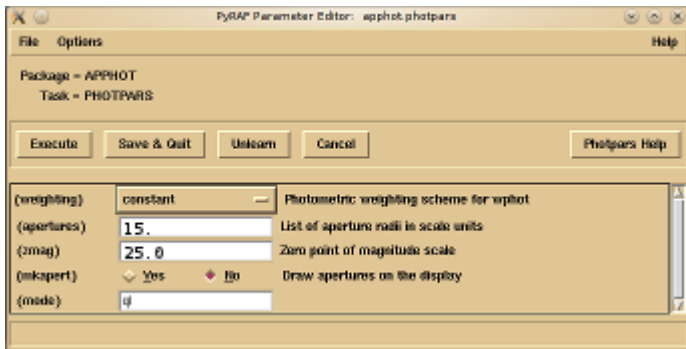 PyRAF Parameter Editor: apphot.photpars
File Options Help
Package = APPHOT
Task = PHOTPARS
Execute Save & Quit Unlearn Cancel Photpars Help
(weighting) constant Photometric weighting scheme for wphot
(apertures) 15. List of aperture radii in scale units
(zmag) 25.0 Zero point of magnitude scale
(mkapert) Yes No Draw apertures on the display
(mode) ql